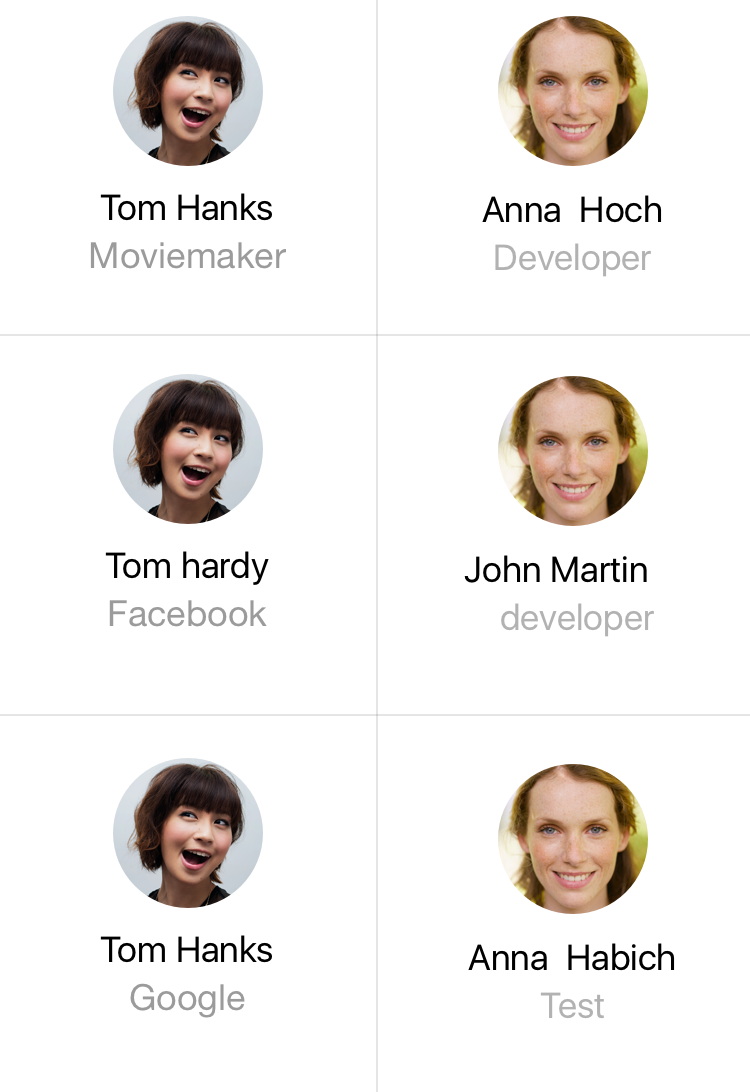 Tom Hanks
Moviemaker
Anna  Hoch
Developer
Tom hardy
Facebook
John Martin
developer
Tom Hanks
Google
Anna  Habich
Test